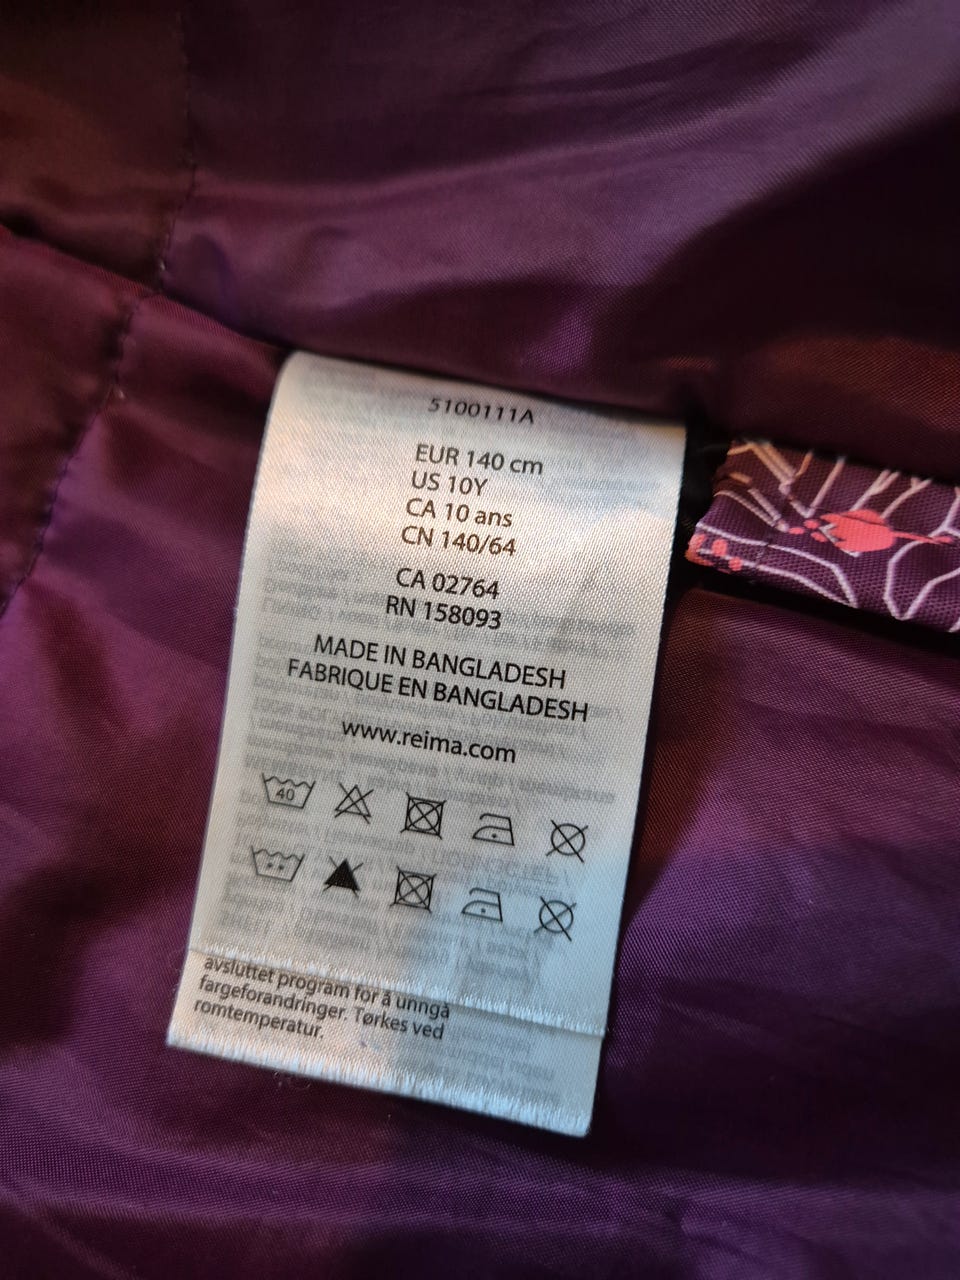 5100111A
EUR 140 cm
US 10Y
CA 10 ans
CN 140/64
CA 02764
RN 158093
MADE IN BANGLADESH
FABRIQUE EN BANGLADESH
www.reima.com
40
avsluttet program for å unngå
fargeforandringer. Tørkes ved
romtemperatur.